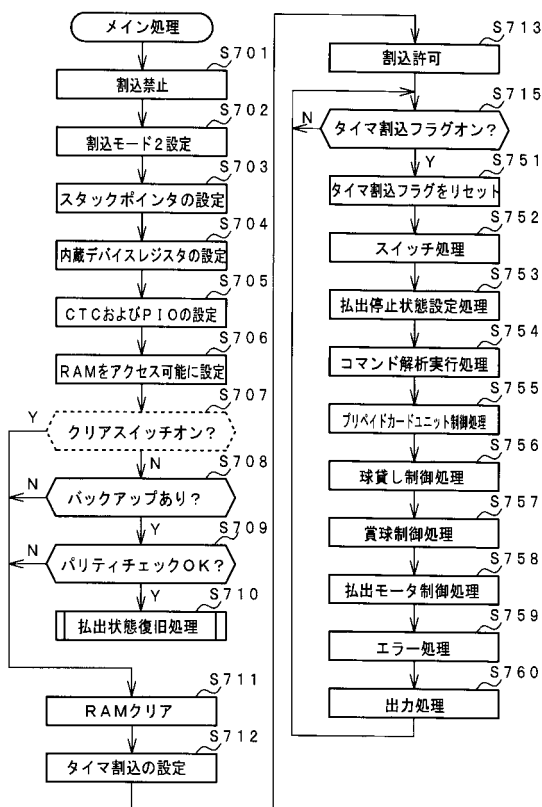 メイン処理
S701
割込禁止
S702
割込モード2設定
S703
スタックポインタの設定
S704
内蔵デバイスレジスタの設定
S705
CTCおよびPIOの設定
S706
RAMをアクセス可能に設定
S707
クリアスイッチオン?
Y
N
S708
バックアップあり?
N
Y
S709
パリティチェックOK?
N
Y
S710
払出状態復旧処理
S711
RAMクリア
S712
タイマ割込の設定
S713
割込許可
S715
タイマ割込フラグオン?
N
Y
S751
タイマ割込フラグをリセット
S752
スイッチ処理
S753
払出停止状態設定処理
S754
コマンド解析実行処理
S755
プリペイドカードユニット制御処理
S756
球貸し制御処理
S757
賞球制御処理
S758
払出モータ制御処理
S759
エラー処理
S760
出力処理